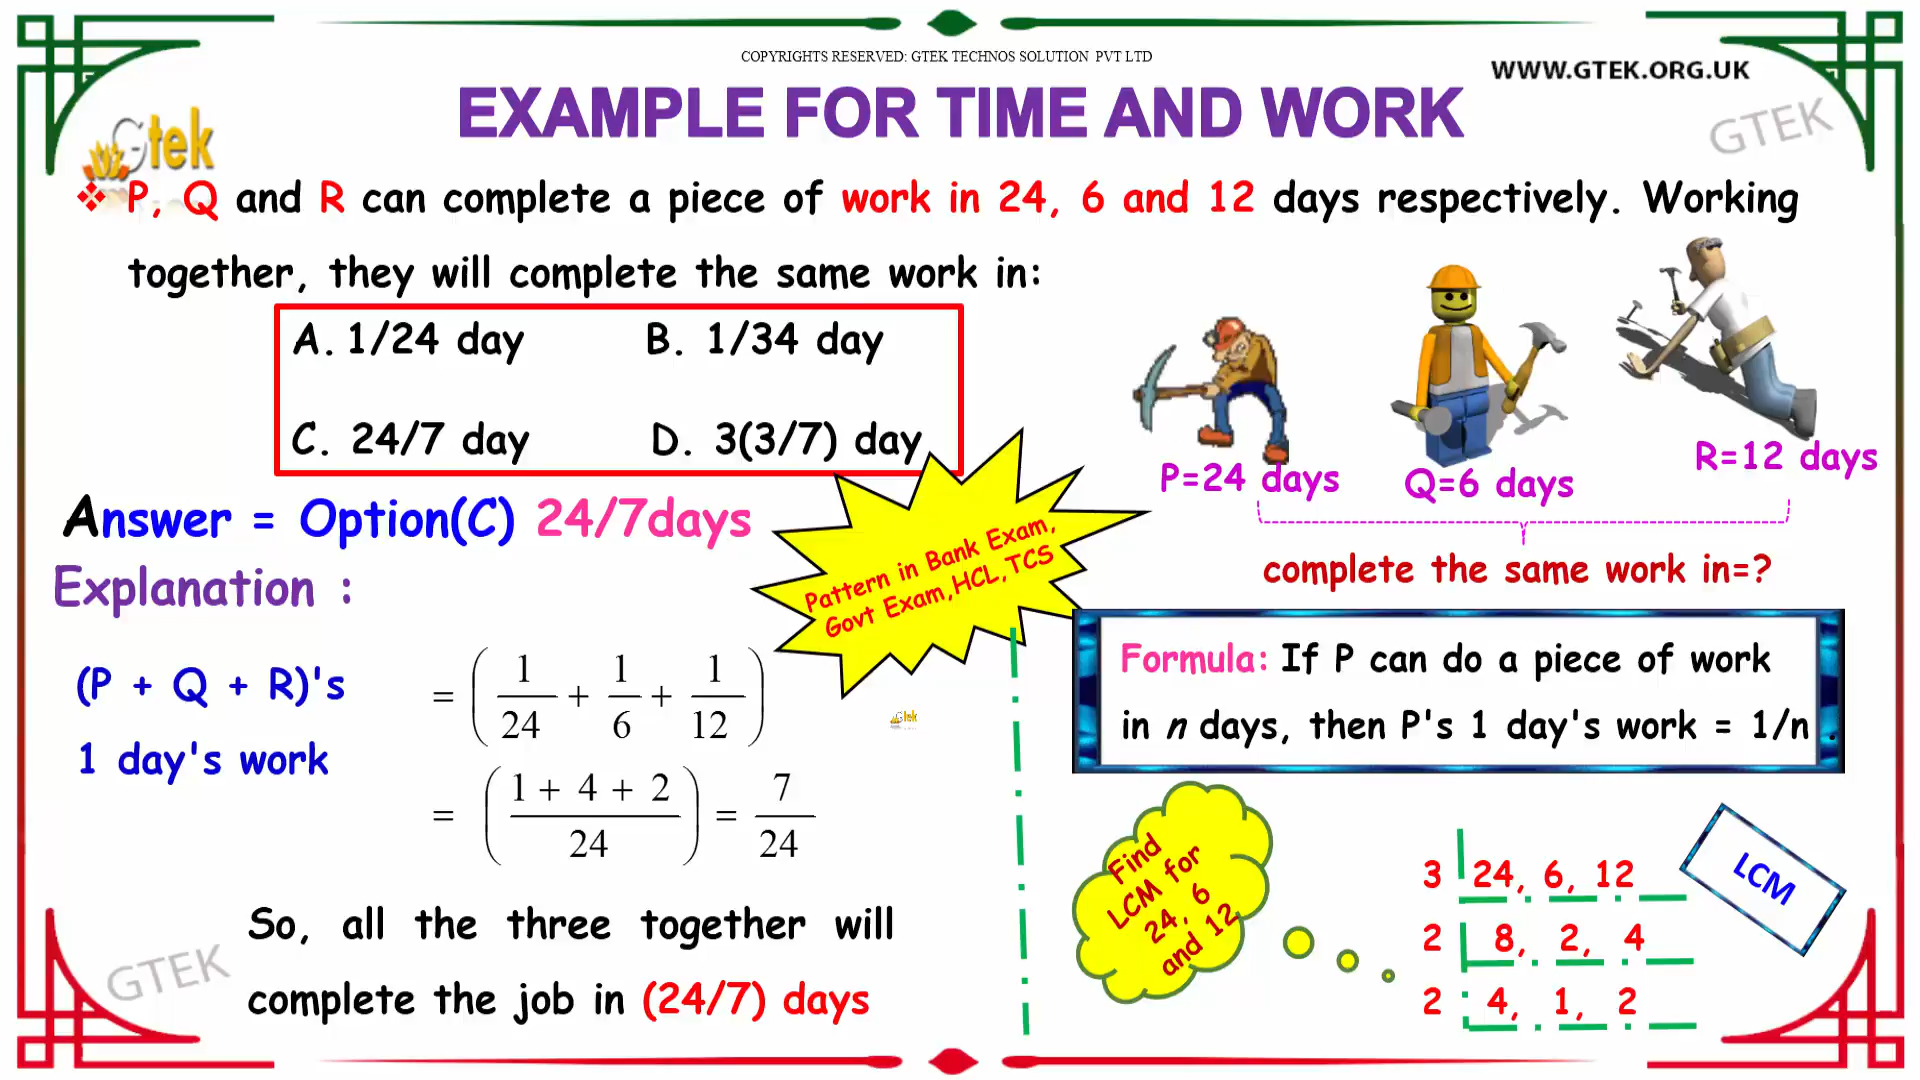 COPYRIGHTS RESERVED: GTEK TECHNOS SOLUTION PVT LTD
WWW.GTEK.ORG.UK
EXAMPLE FOR TIME AND WORK
GTEK
Gtek
❖ P, Q and R can complete a piece of work in 24, 6 and 12 days respectively. Working
together, they will complete the same work in:
A. 1/24 day B. 1/34 day
C. 24/7 day D. 3(3/7) day
P=24 days
Q=6 days
R=12 days
complete the same work in=?
Answer = Option(C) 24/7days
Pattern in Bank Exam,
Govt Exam,HCL,TCS
Explanation :
(P + Q + R)'s
1 day's work
= (1/24 + 1/6 + 1/12)
= ((1 + 4 + 2)/24) = 7/24
Gtek
So, all the three together will
complete the job in (24/7) days
GTEK
Formula: If P can do a piece of work
in n days, then P's 1 day's work = 1/n .
Find
LCM for
24, 6
and 12
LCM
3 24, 6, 12
2 8, 2, 4
2 4, 1, 2